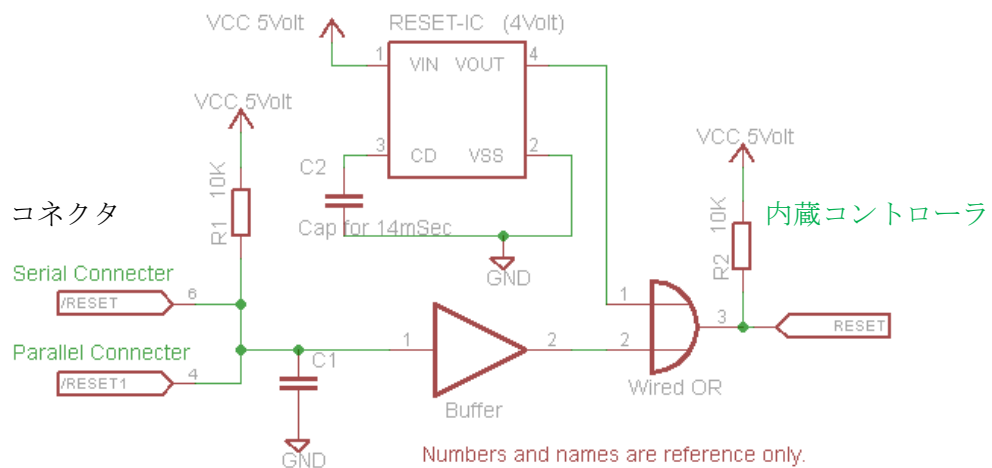 VCC 5Volt
RESET-IC (4Volt)
1
VIN
VOUT
4
3
CD
VSS
2
C2
Cap for 14mSec
GND
VCC 5Volt
10K
R1
コネクタ
Serial Connecter
/RESET
6
Parallel Connecter
/RESET1
4
C1
GND
1
2
Buffer
1
2
3
Wired OR
VCC 5Volt
10K
R2
内蔵コントローラ
RESET
Numbers and names are reference only.